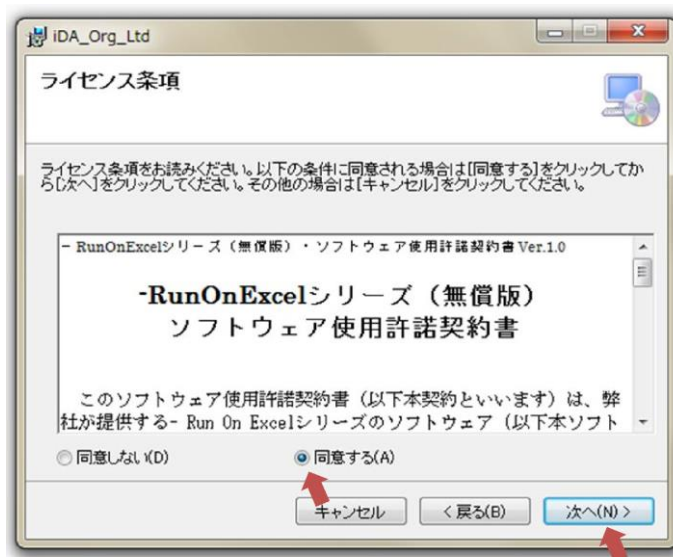 iDA_Org_Ltd
ライセンス条項
ライセンス条項をお読みください。以下の条件に同意される場合は[同意する]をクリックしてか
ら[次へ]をクリックしてください。その他の場合は[キャンセル]をクリックしてください。
- RunOnExcelシリーズ（無償版）・ソフトウェア使用許諾契約書 Ver.1.0
-RunOnExcelシリーズ（無償版）
ソフトウェア使用許諾契約書
このソフトウェア使用許諾契約書（以下本契約といいます）は、弊
社が提供する- Run On Excelシリーズのソフトウェア（以下本ソフト
同意しない(D)
同意する(A)
キャンセル
< 戻る(B)
次へ(N) >